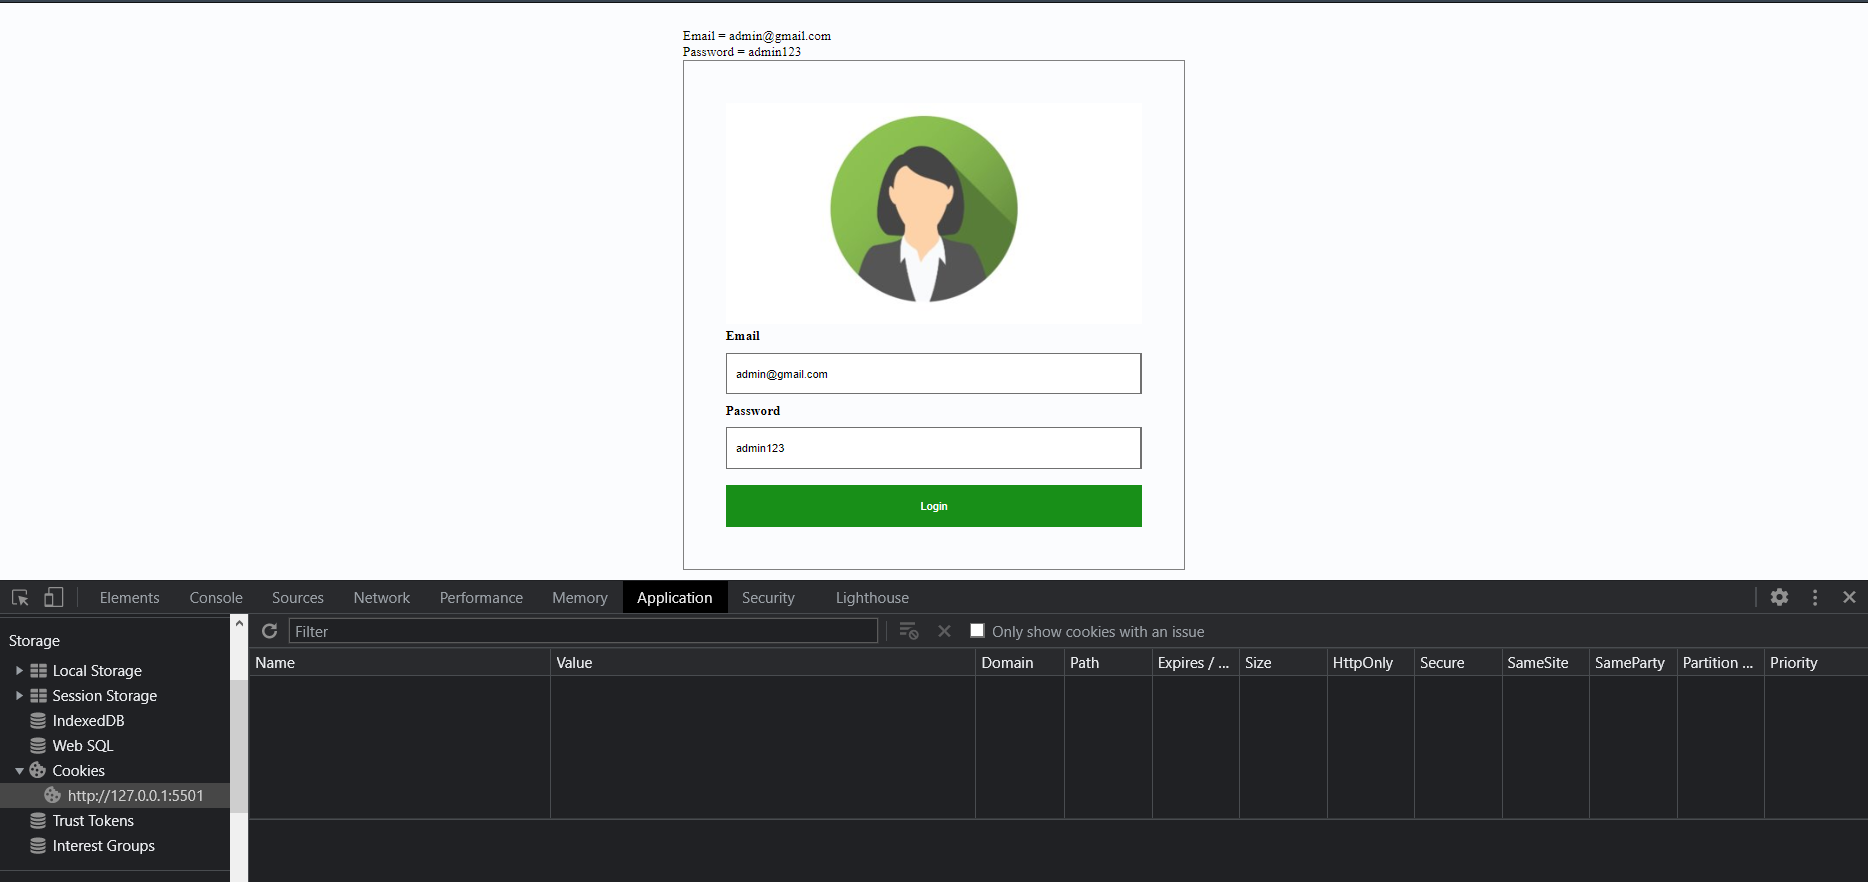 Email = admin@gmail.com
Password = admin123
Email
admin@gmail.com
Password
admin123
Login
Elements Console Sources Network Performance Memory Application Security Lighthouse
Storage
Local Storage
Session Storage
IndexedDB
Web SQL
Cookies
http://127.0.0.1:5501
Trust Tokens
Interest Groups
Filter Only show cookies with an issue
Name Value Domain Path Expires / ... Size HttpOnly Secure SameSite SameParty Partition ... Priority